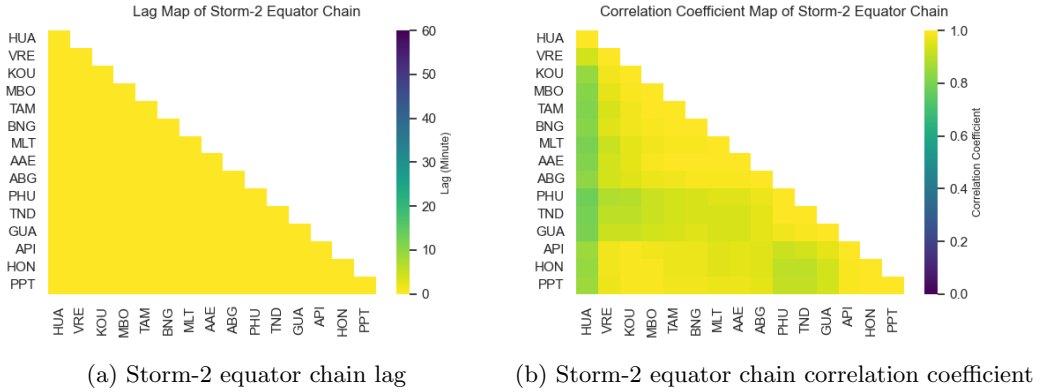 Lag Map of Storm-2 Equator Chain
HUA
VRE
KOU
MBO
TAM
BNG
MLT
AAE
ABG
PHU
TND
GUA
API
HON
PPT
HUA VRE KOU MBO TAM BNG MLT AAE ABG PHU TND GUA API HON PPT
60
50
40
30
20
10
0
Lag (Minute)
(a) Storm-2 equator chain lag
Correlation Coefficient Map of Storm-2 Equator Chain
HUA
VRE
KOU
MBO
TAM
BNG
MLT
AAE
ABG
PHU
TND
GUA
API
HON
PPT
HUA VRE KOU MBO TAM BNG MLT AAE ABG PHU TND GUA API HON PPT
1.0
0.8
0.6
0.4
0.2
0.0
Correlation Coefficient
(b) Storm-2 equator chain correlation coefficient